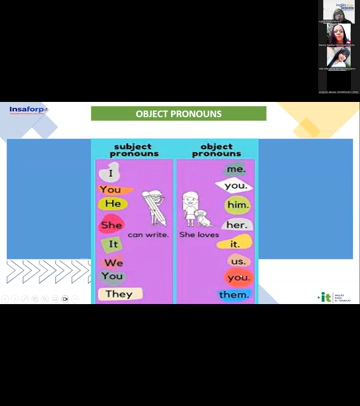 Insaforp
OBJECT PRONOUNS
subject pronouns
object pronouns
I
You
He
She
It
We
You
They
can write.
She loves
me.
you.
him.
her.
it.
us.
you.
them.
it